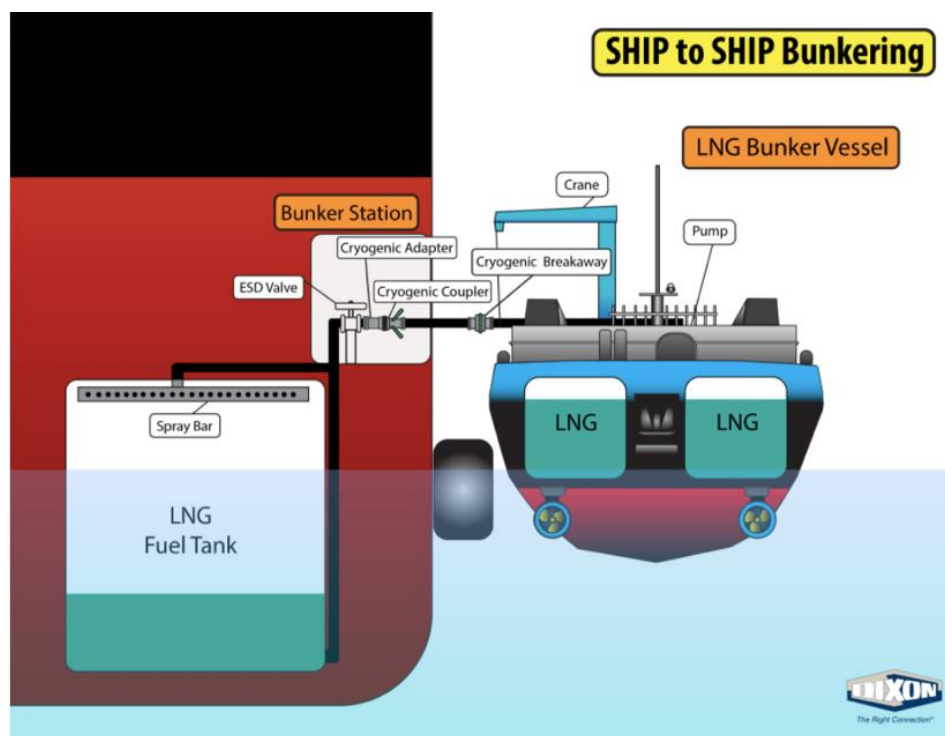 SHIP to SHIP Bunkering
LNG Bunker Vessel
Crane
Bunker Station
Pump
Cryogenic Adapter
Cryogenic Breakaway
ESD Valve
Cryogenic Coupler
LNG
LNG
Spray Bar
LNG
Fuel Tank
DIXON
The Right Connection®